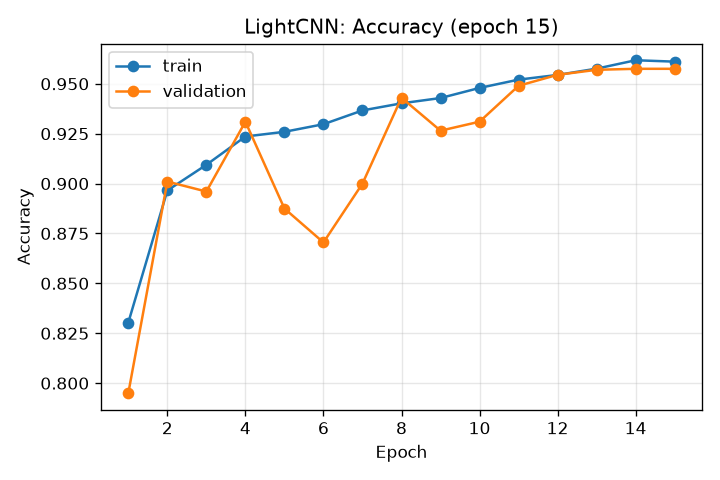 LightCNN: Accuracy (epoch 15)
train
validation
0.950
0.925
0.900
0.875
0.850
0.825
0.800
Accuracy
2 4 6 8 10 12 14
Epoch